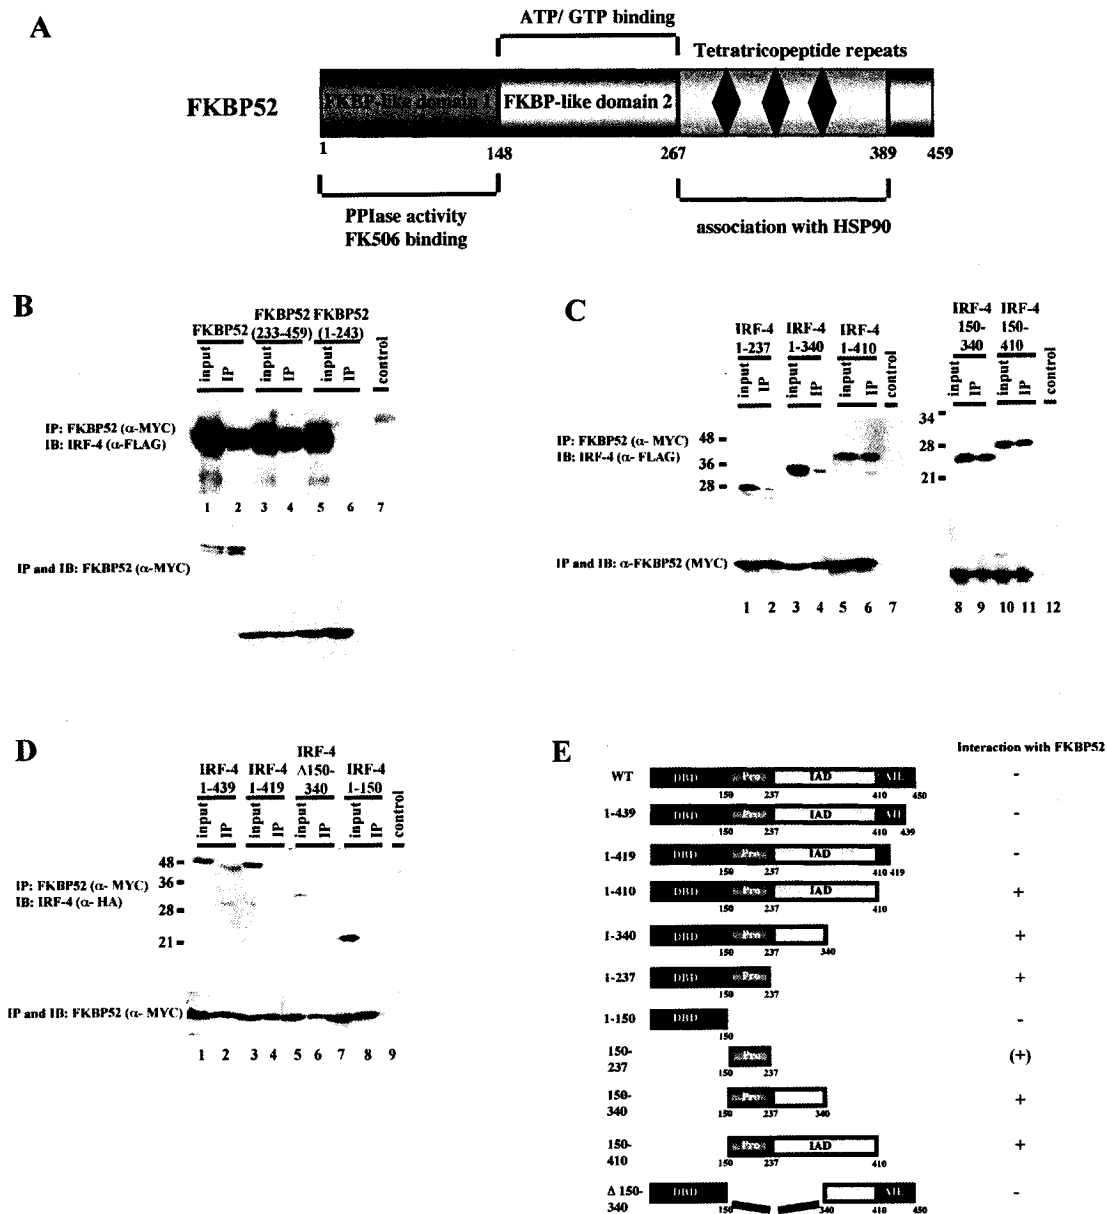 A
ATP/ GTP binding
Tetratricopeptide repeats
FKBP52
FKBP-like domain 1
FKBP-like domain 2
1
148
267
389
459
PPIase activity
FK506 binding
association with HSP90
B
FKBP52
FKBP52
(233-459)
FKBP52
(1-243)
input
IP
input
IP
input
IP
control
IP: FKBP52 (α-MYC)
IB: IRF-4 (α-FLAG)
1 2 3 4 5 6 7
IP and IB: FKBP52 (α-MYC)
C
IRF-4
1-237
IRF-4
1-340
IRF-4
1-410
IRF-4
150-
340
IRF-4
150-
410
input
IP
input
IP
input
IP
control
input
IP
input
IP
control
IP: FKBP52 (α- MYC)
IB: IRF-4 (α- FLAG)
48
36
28
34
28
21
IP and IB: α-FKBP52 (MYC)
1 2 3 4 5 6 7 8 9 10 11 12
D
IRF-4
1-439
IRF-4
1-419
IRF-4
Δ150-
340
IRF-4
1-150
input
IP
input
IP
input
IP
input
IP
control
IP: FKBP52 (α- MYC)
IB: IRF-4 (α- HA)
48
36
28
21
IP and IB: FKBP52 (α- MYC)
1 2 3 4 5 6 7 8 9
E
Interaction with FKBP52
WT DBD Pro IAD AIE -
150 237 410 450
1-439 DBD Pro IAD AIE -
150 237 410 439
1-419 DBD Pro IAD -
150 237 410 419
1-410 DBD Pro IAD +
150 237 410
1-340 DBD Pro +
150 237 340
1-237 DBD Pro +
150 237
1-150 DBD -
150
150-
237 Pro (+)
150 237
150-
340 Pro +
150 237 340
150-
410 Pro IAD +
150 237 410
Δ 150-
340 DBD AIE -
150 237 340 410 450